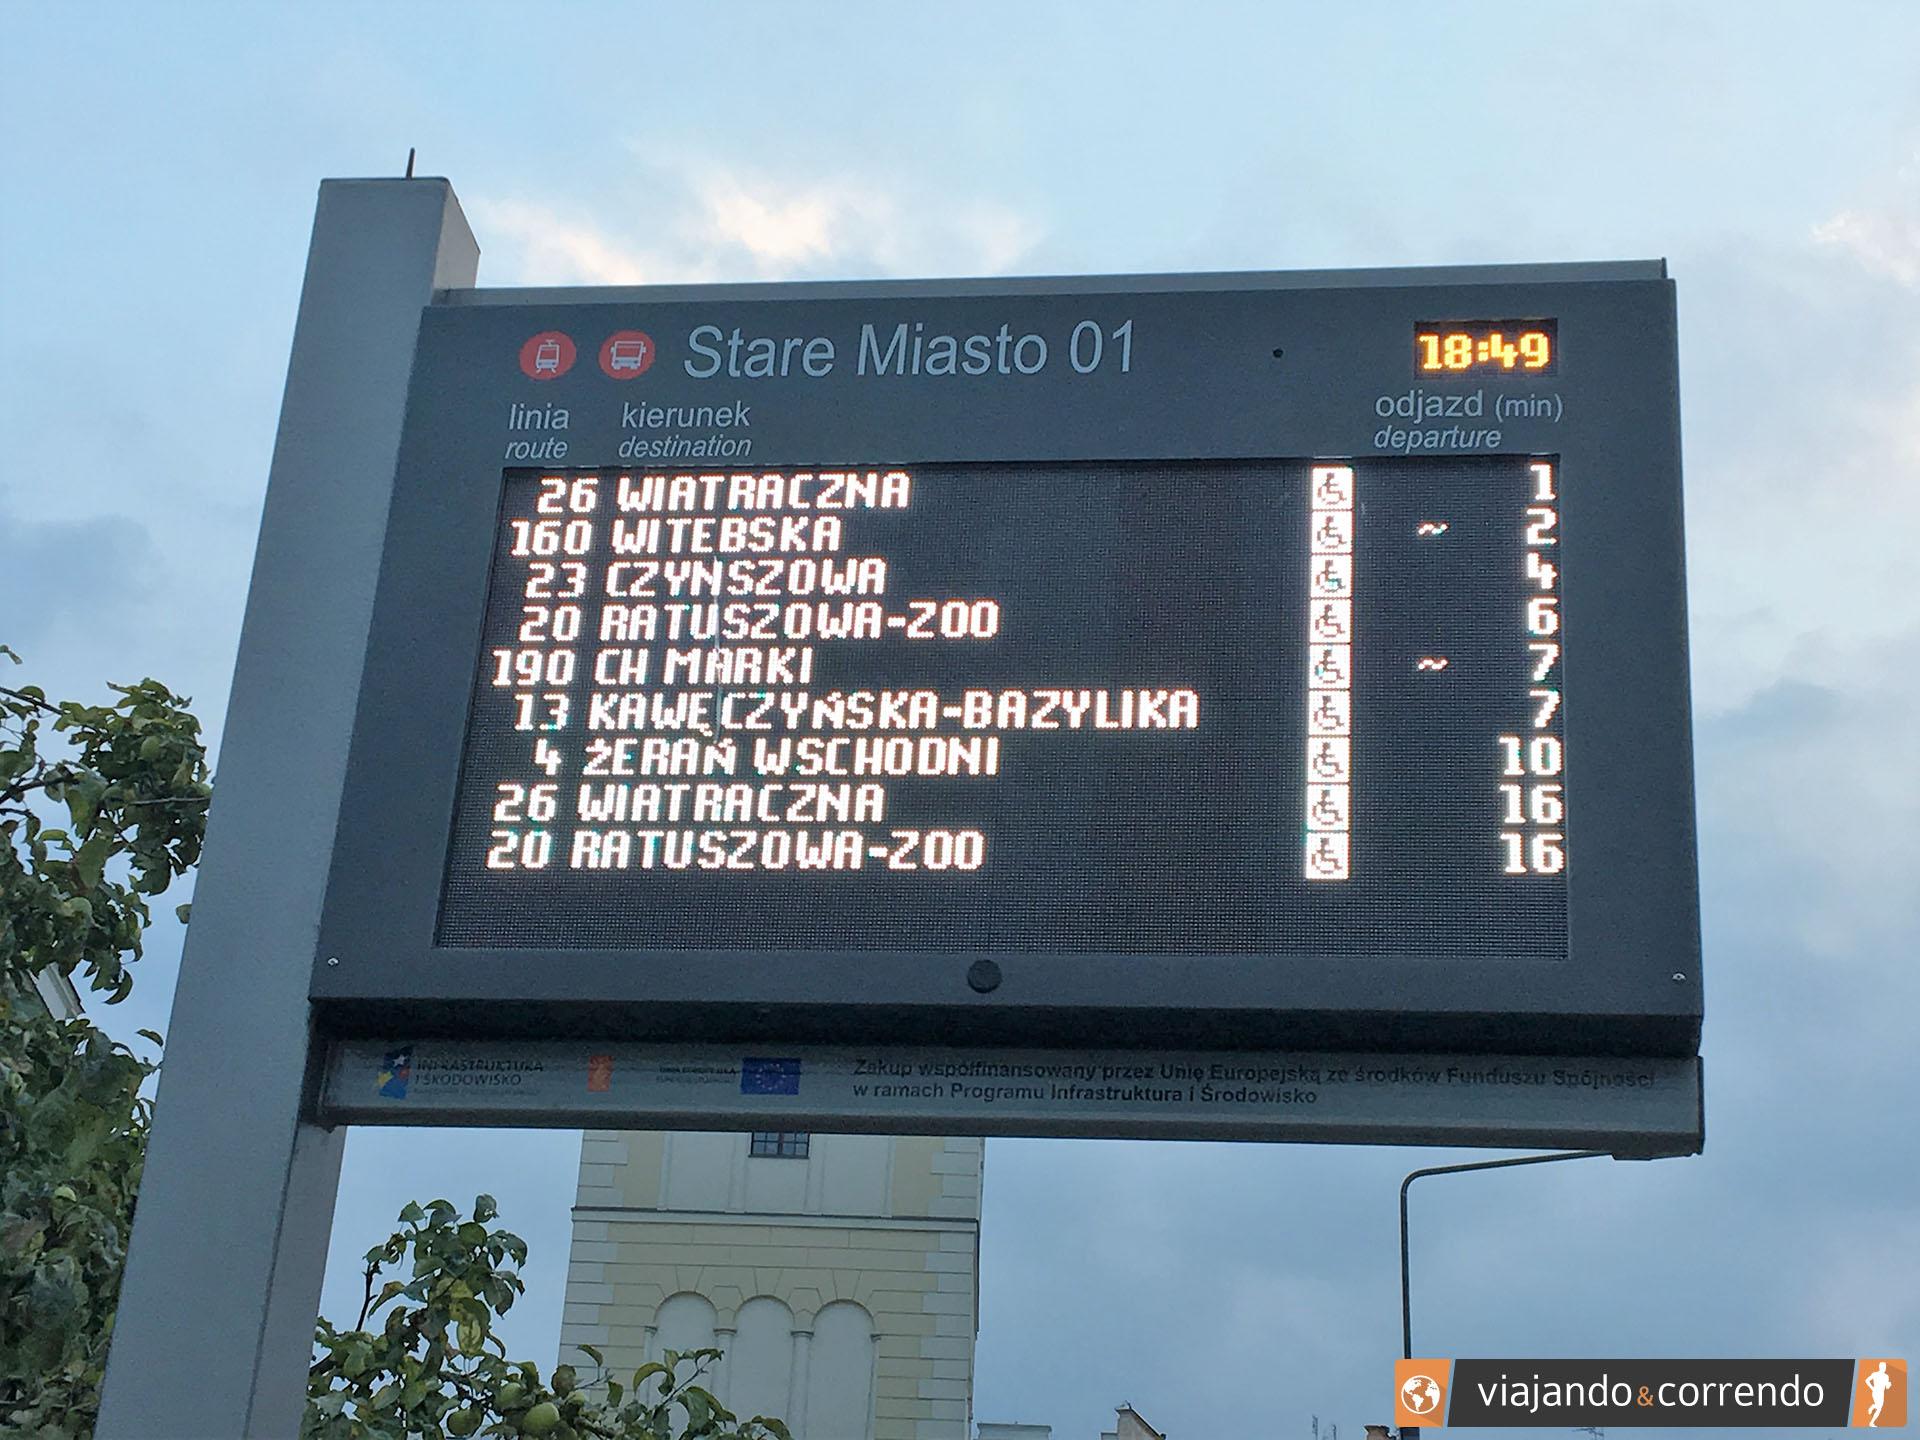 Stare Miasto 01 18:49
linia kierunek odjazd (min)
route destination departure
26 WIATRACZNA 1
160 WITEBSKA ~ 2
23 CZYNSZOWA 4
20 RATUSZOWA-ZOO 6
190 CH MARKI ~ 7
13 KAWĘCZYŃSKA-BAZYLIKA 7
4 ŻERAŃ WSCHODNI 10
26 WIATRACZNA 16
20 RATUSZOWA-ZOO 16
INFRASTRUKTURA
I ŚRODOWISKO
Zakup współfinansowany przez Unię Europejską ze środków Funduszu Spójności
w ramach Programu Infrastruktura i Środowisko
viajando&correndo